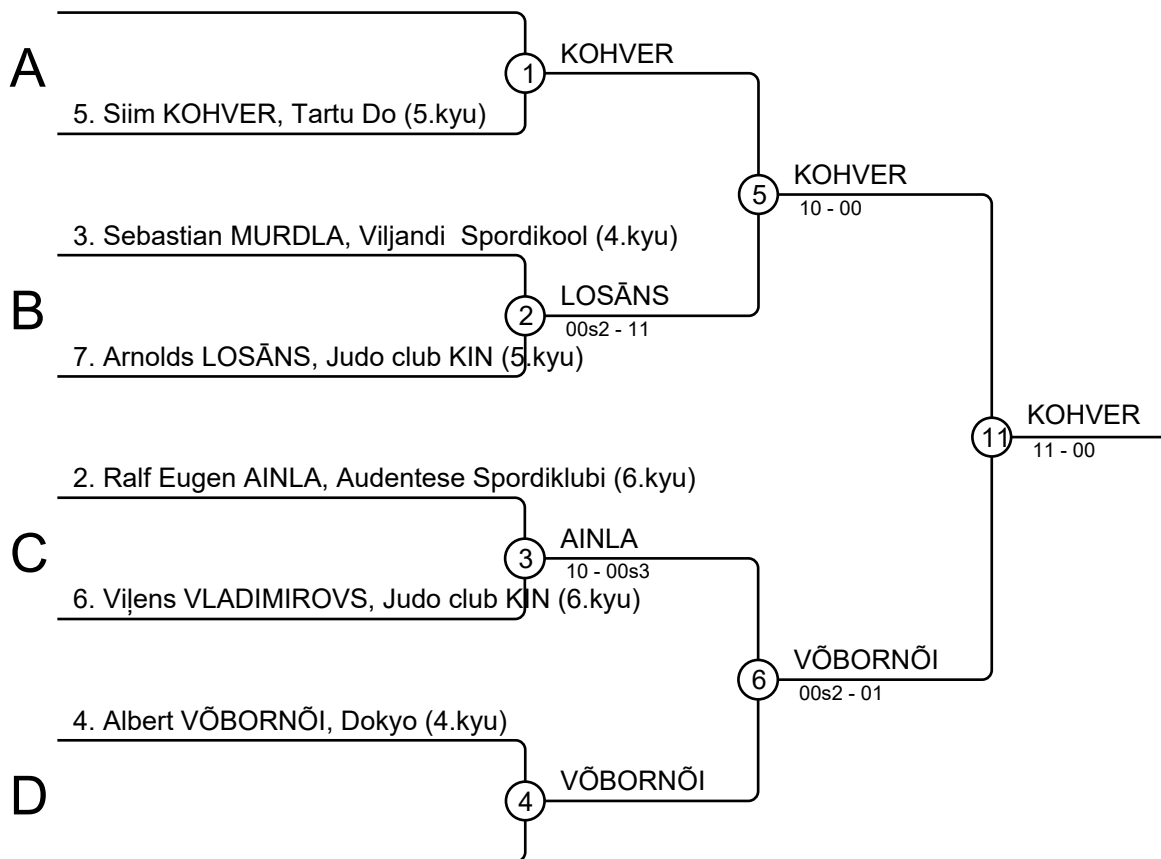 KOHVER
A
1
5. Siim KOHVER, Tartu Do (5.kyu)
KOHVER
5
10 - 00
3. Sebastian MURDLA, Viljandi  Spordikool (4.kyu)
B
LOSĀNS
2
00s2 - 11
7. Arnolds LOSĀNS, Judo club KIN (5.kyu)
KOHVER
11
11 - 00
2. Ralf Eugen AINLA, Audentese Spordiklubi (6.kyu)
C
AINLA
3
10 - 00s3
6. Viļens VLADIMIROVS, Judo club KIN (6.kyu)
VÕBORNÕI
6
00s2 - 01
4. Albert VÕBORNÕI, Dokyo (4.kyu)
D
VÕBORNÕI
4